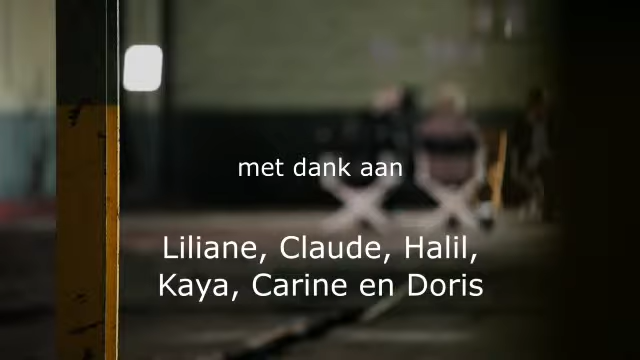 met dank aan
Liliane, Claude, Halil,
Kaya, Carine en Doris